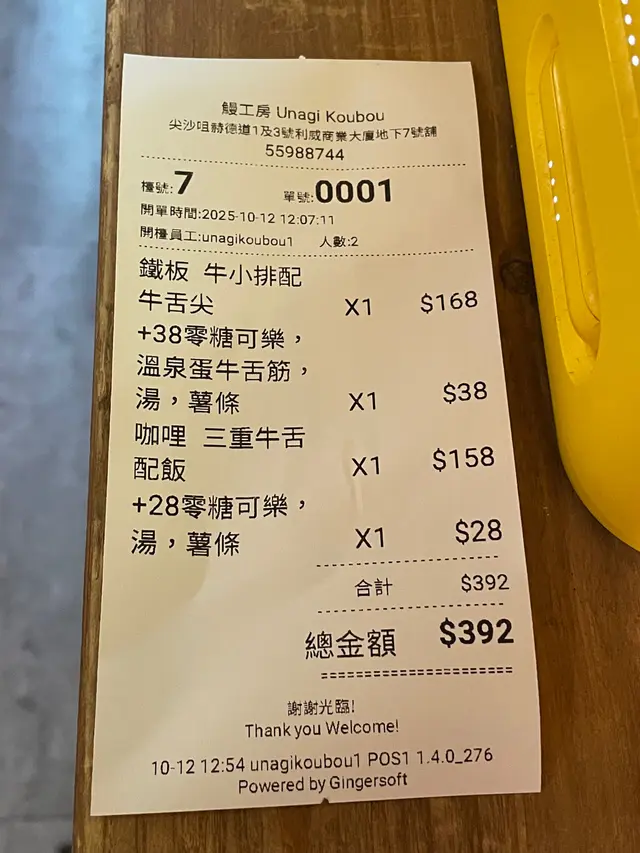 鰻工房 Unagi Koubou
尖沙咀赫德道1及3號利威商業大廈地下7號舖
55988744
檯號:7 單號:0001
開單時間:2025-10-12 12:07:11
開檯員工:unagikoubou1 人數:2
鐵板 牛小排配
牛舌尖 X1 $168
+38零糖可樂，
溫泉蛋牛舌筋，
湯，薯條 X1 $38
咖哩 三重牛舌
配飯 X1 $158
+28零糖可樂，
湯，薯條 X1 $28
合計 $392
總金額 $392
謝謝光臨!
Thank you Welcome!
10-12 12:54 unagikoubou1 POS1 1.4.0_276
Powered by Gingersoft